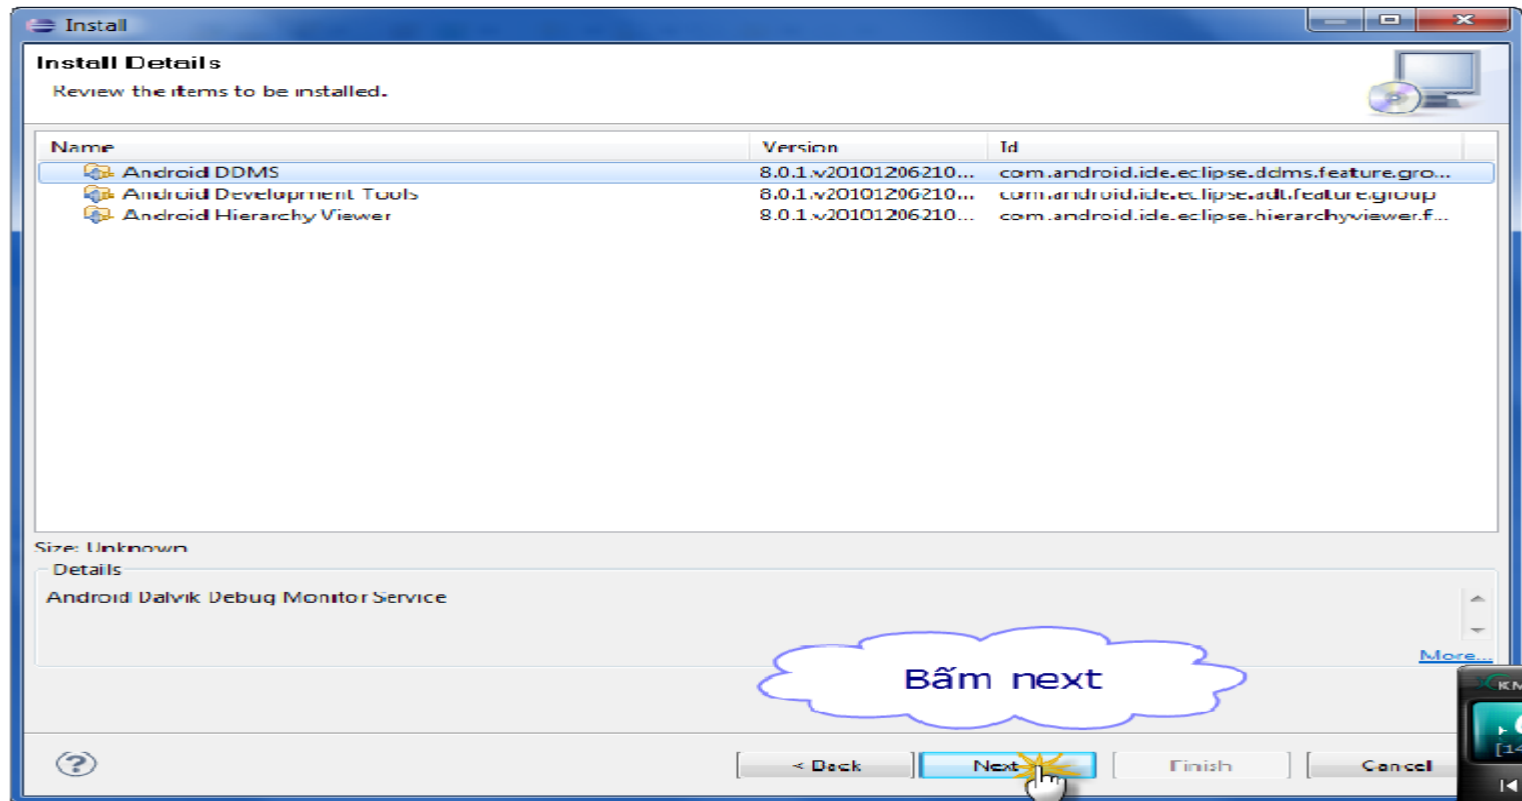 Install
Install Details
Review the items to be installed.
Name Version Id
Android DDMS 8.0.1.v20101206210... com.android.ide.eclipse.ddms.feature.gro...
Android Development Tools 8.0.1.v20101206210... com.android.ide.eclipse.adt.feature.group
Android Hierarchy Viewer 8.0.1.v20101206210... com.android.ide.eclipse.hierarchyviewer.f...
Size: Unknown
Details
Android Dalvik Debug Monitor Service
More...
Bấm next
KM
[14
< Back Next Finish Cancel